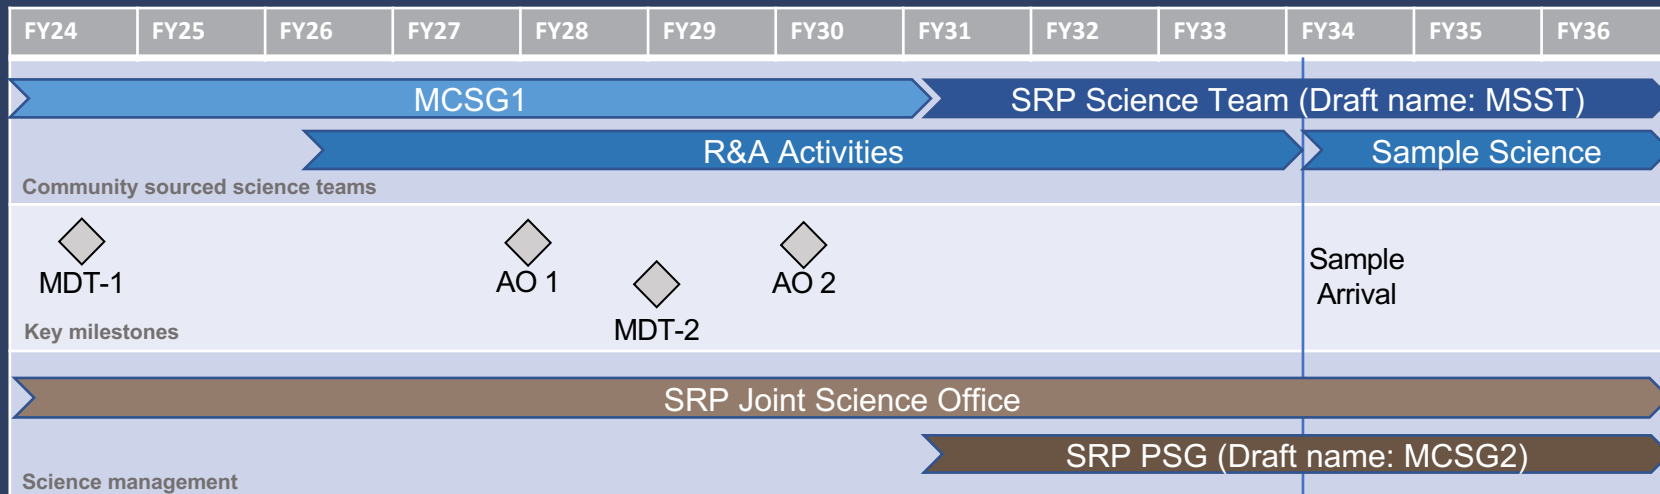 FY24 FY25 FY26 FY27 FY28 FY29 FY30 FY31 FY32 FY33 FY34 FY35 FY36
MCSG1 SRP Science Team (Draft name: MSST)
R&A Activities Sample Science
Community sourced science teams
MDT-1 AO 1 AO 2
MDT-2
Sample
Arrival
Key milestones
SRP Joint Science Office
SRP PSG (Draft name: MCSG2)
Science management